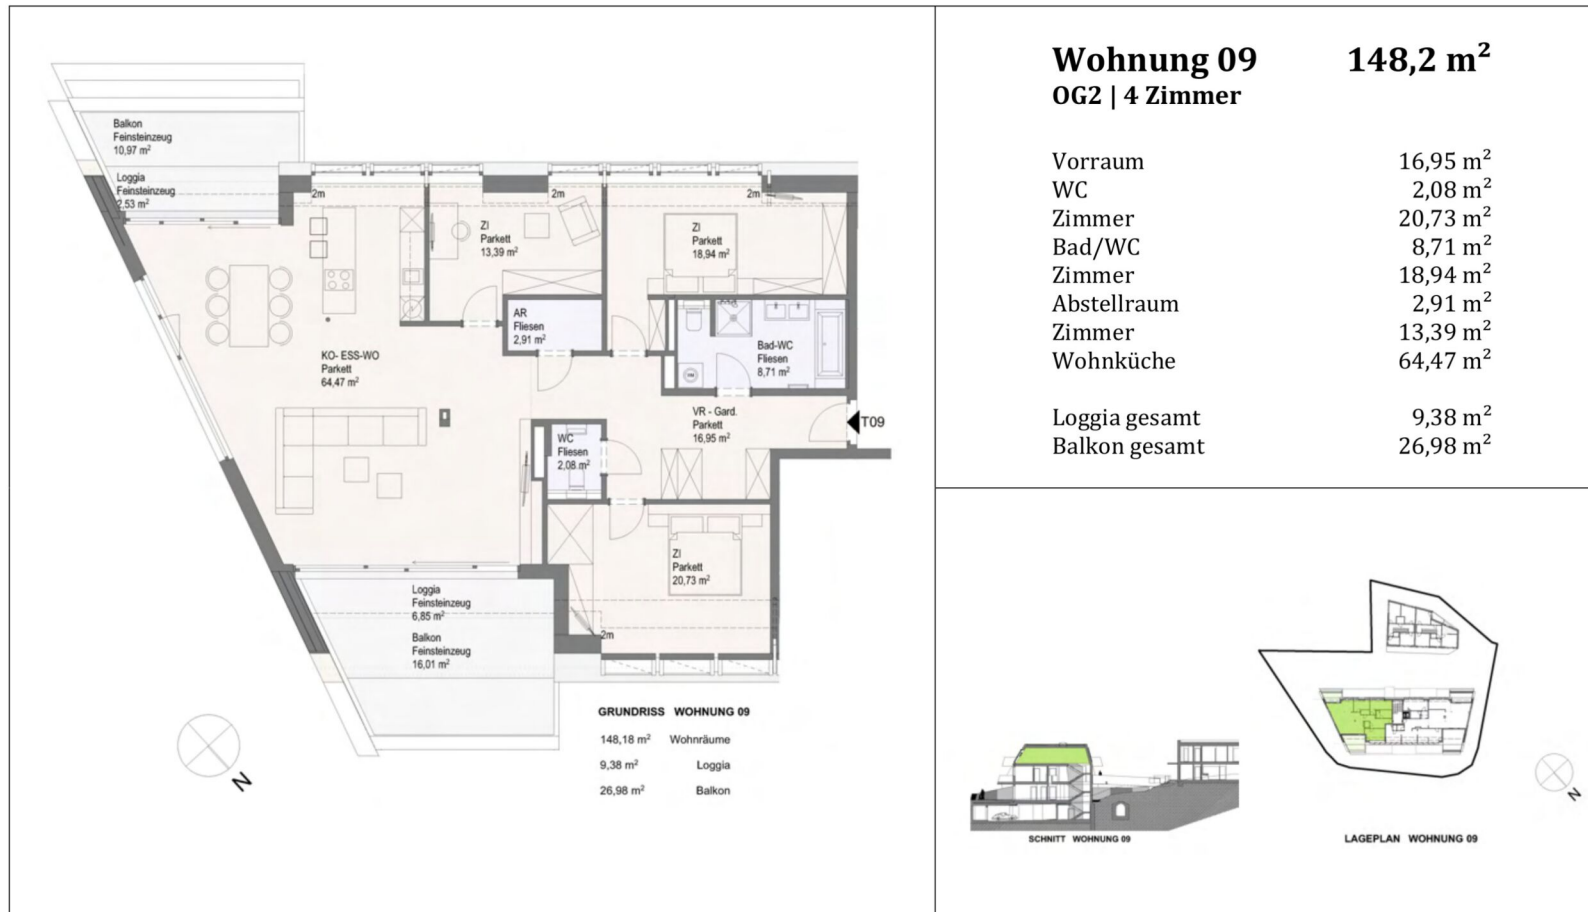 Balkon
Feinsteinzeug
10,97 m²
Loggia
Feinsteinzeug
2,53 m²
2m
2m
2m
ZI
Parkett
13,39 m²
ZI
Parkett
18,94 m²
AR
Fliesen
2,91 m²
KO- ESS-WO
Parkett
64,47 m²
Bad-WC
Fliesen
8,71 m²
WM
VR - Gard.
Parkett
16,95 m²
T09
WC
Fliesen
2,08 m²
ZI
Parkett
20,73 m²
Loggia
Feinsteinzeug
6,85 m²
Balkon
Feinsteinzeug
16,01 m²
2m
N
GRUNDRISS WOHNUNG 09
148,18 m² Wohnräume
9,38 m² Loggia
26,98 m² Balkon
Wohnung 09 148,2 m²
OG2 | 4 Zimmer
Vorraum 16,95 m²
WC 2,08 m²
Zimmer 20,73 m²
Bad/WC 8,71 m²
Zimmer 18,94 m²
Abstellraum 2,91 m²
Zimmer 13,39 m²
Wohnküche 64,47 m²
Loggia gesamt 9,38 m²
Balkon gesamt 26,98 m²
SCHNITT WOHNUNG 09
LAGEPLAN WOHNUNG 09
N